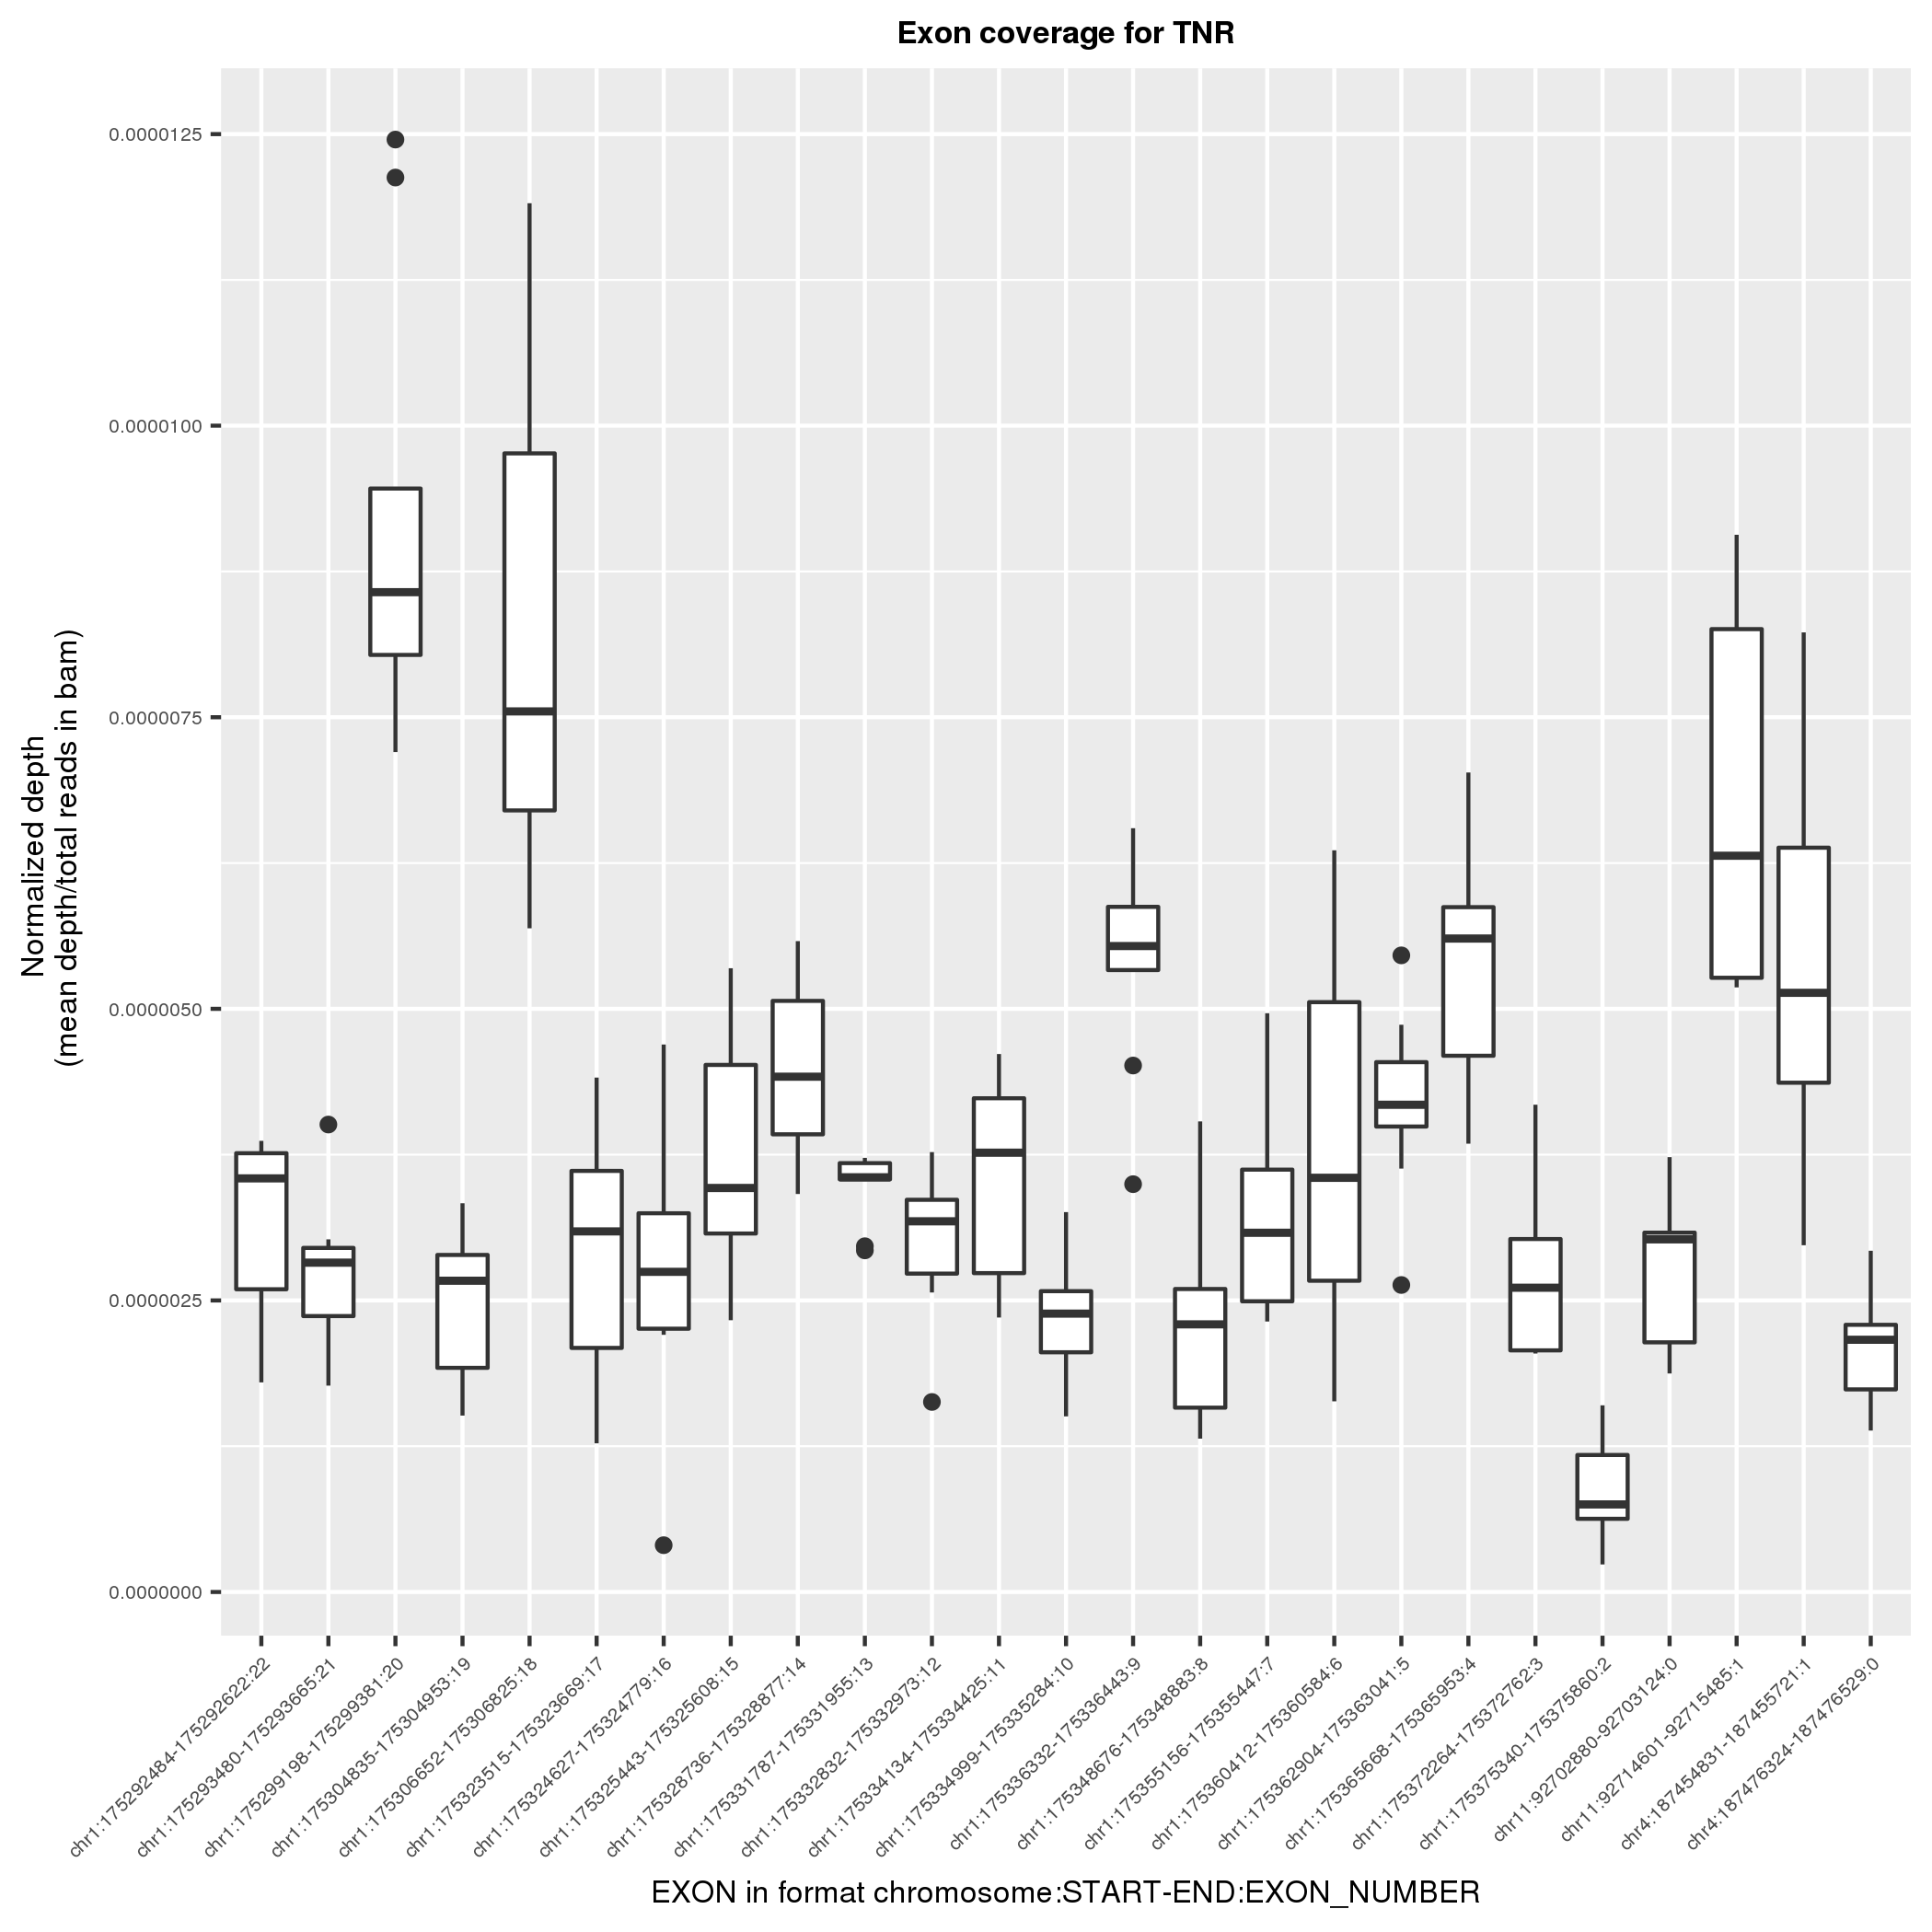 Exon coverage for TNR
0.0000125
0.0000100
0.0000075
0.0000050
0.0000025
0.0000000
Normalized depth
(mean depth/total reads in bam)
chr1:175292484-175292622:22
chr1:175293480-175293665:21
chr1:175299198-175299381:20
chr1:175304835-175304953:19
chr1:175306652-175306825:18
chr1:175323515-175323669:17
chr1:175324627-175324779:16
chr1:175325443-175325608:15
chr1:175328736-175328877:14
chr1:175331787-175331955:13
chr1:175332832-175332973:12
chr1:175334134-175334425:11
chr1:175334999-175335284:10
chr1:175336332-175336443:9
chr1:175348676-175348883:8
chr1:175355156-175355447:7
chr1:175360412-175360584:6
chr1:175362904-175363041:5
chr1:175365668-175365953:4
chr1:175372264-175372762:3
chr1:175375340-175375860:2
chr11:92702880-92703124:0
chr11:92714601-92715485:1
chr4:187454831-187455721:1
chr4:187476324-187476529:0
EXON in format chromosome:START-END:EXON_NUMBER